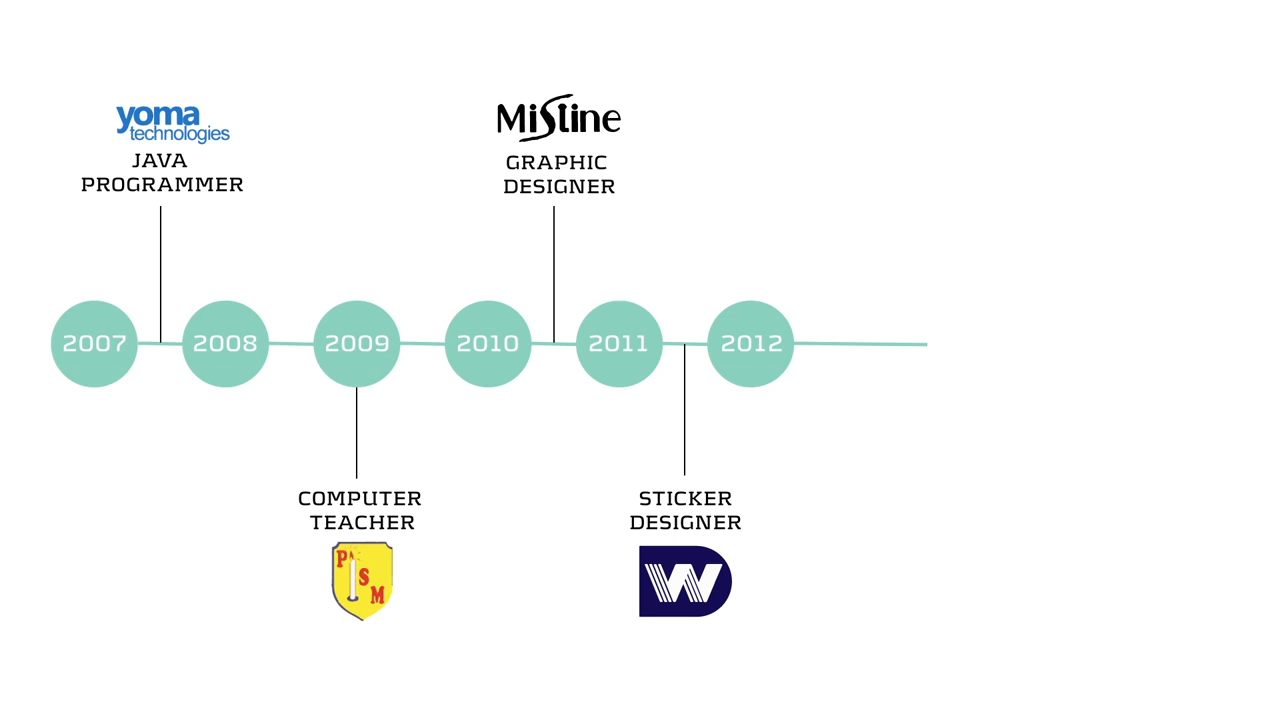 yoma
technologies
JAVA
PROGRAMMER
MiStine
GRAPHIC
DESIGNER
2007
2008
2009
2010
2011
2012
COMPUTER
TEACHER
P
S
M
STICKER
DESIGNER
W